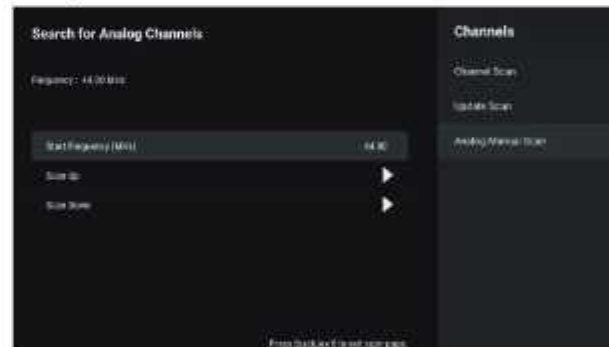 Search for Analog Channels
Frequency : 44.00 MHz
Start Frequency (MHz) 44.00
Scan Up
Scan Down
Channels
Channel Scan
Update Scan
Analog Manual Scan